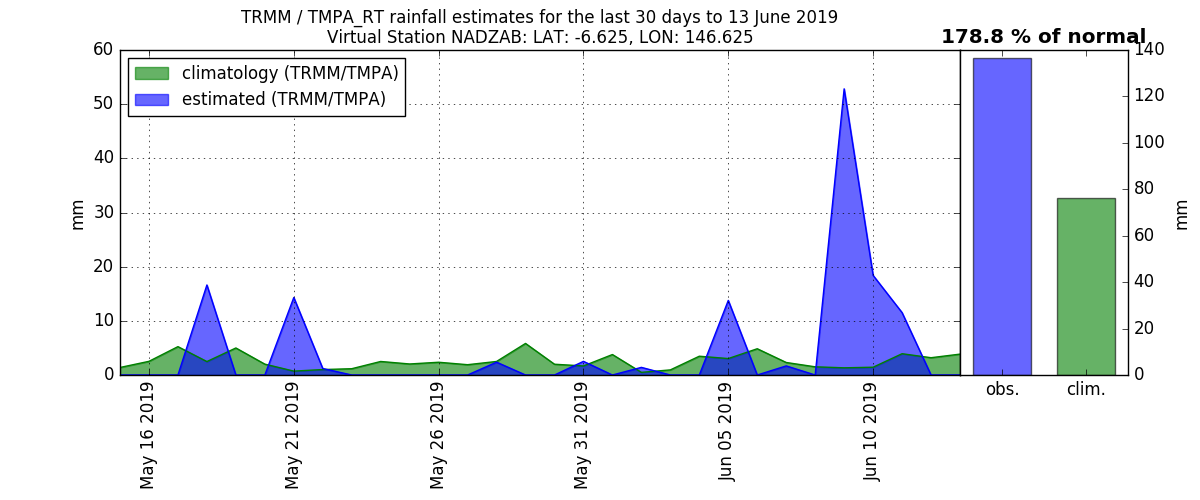 TRMM / TMPA_RT rainfall estimates for the last 30 days to 13 June 2019
Virtual Station NADZAB: LAT: -6.625, LON: 146.625
178.8 % of normal
climatology (TRMM/TMPA)
estimated (TRMM/TMPA)
60
50
40
30
20
10
0
mm
May 16 2019
May 21 2019
May 26 2019
May 31 2019
Jun 05 2019
Jun 10 2019
140
120
100
80
60
40
20
0
mm
obs.
clim.